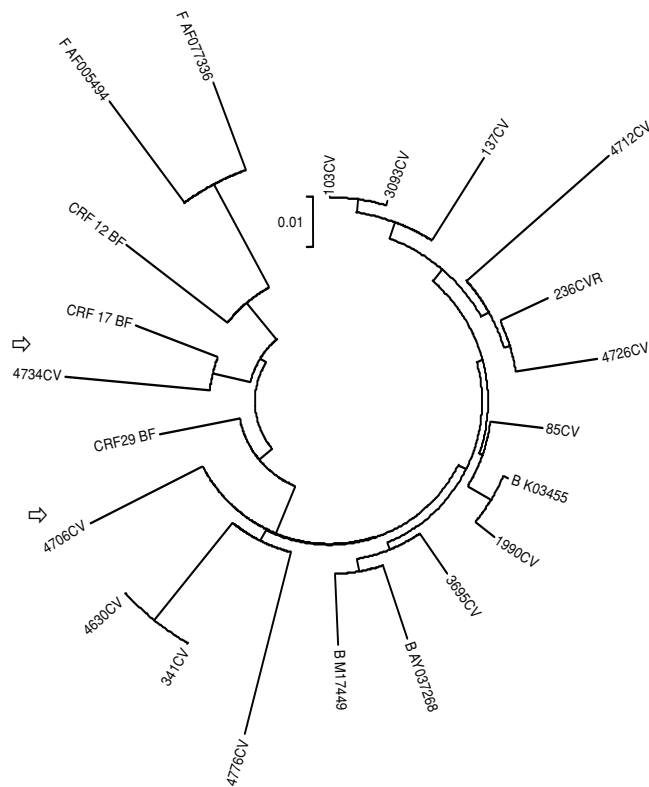 F AF005494
F AF077336
103CV
3093CV
137CV
4712CV
0.01
CRF 12 BF
236CVR
CRF 17 BF
4726CV
4734CV
CRF29 BF
85CV
B K03455
4706CV
1990CV
3695CV
4630CV
341CV
B M17449
B AY037268
4776CV